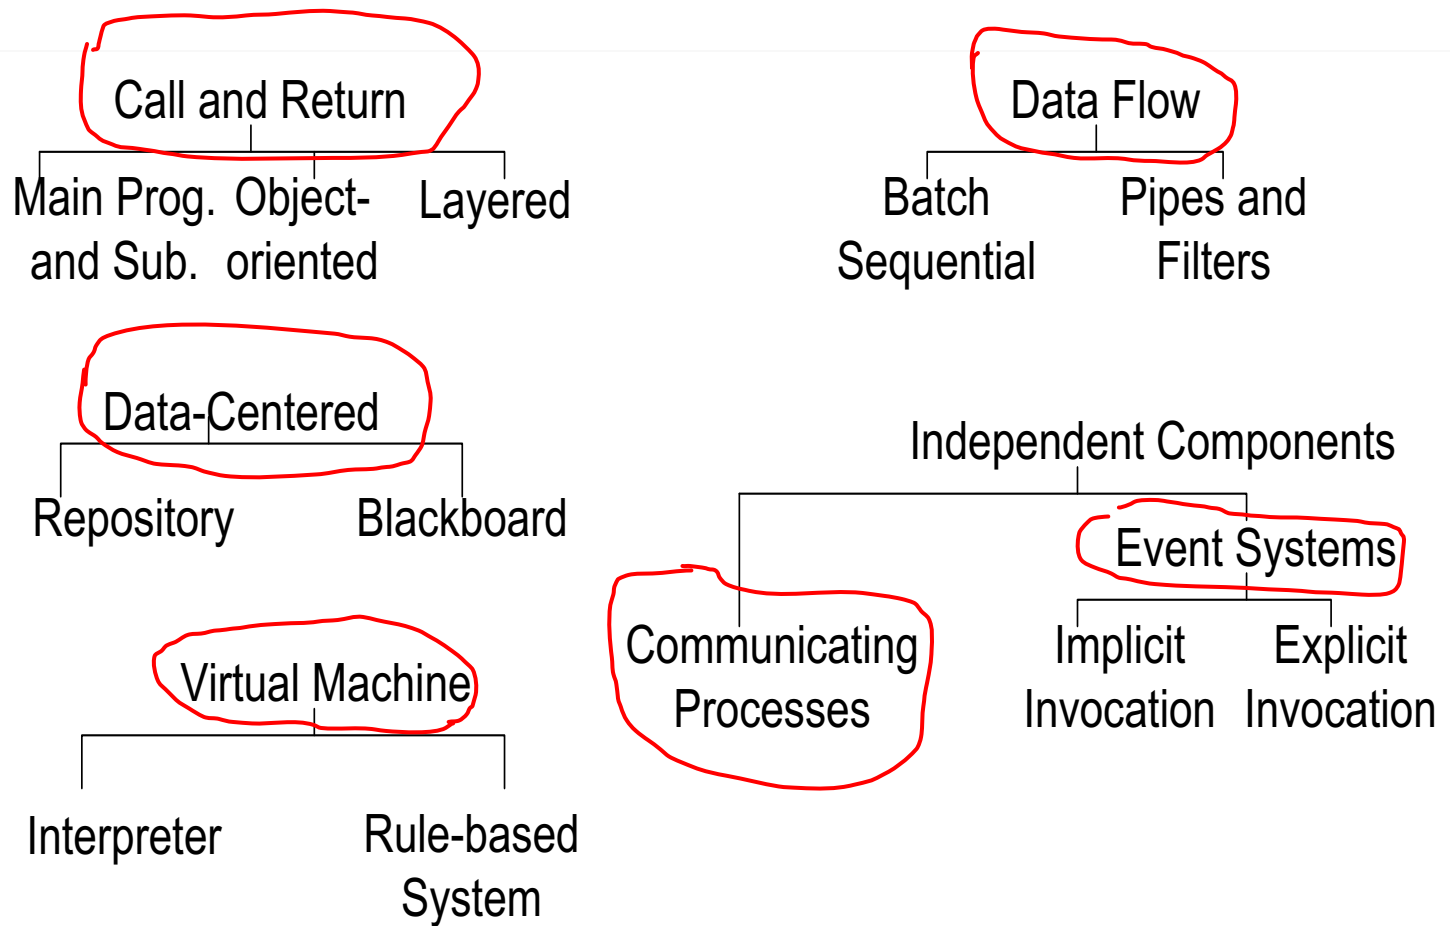 Call and Return
Main Prog. and Sub.
Object-oriented
Layered
Data Flow
Batch
Sequential
Pipes and
Filters
Data-Centered
Repository
Blackboard
Independent Components
Event Systems
Communicating
Processes
Implicit
Invocation
Explicit
Invocation
Virtual Machine
Interpreter
Rule-based
System